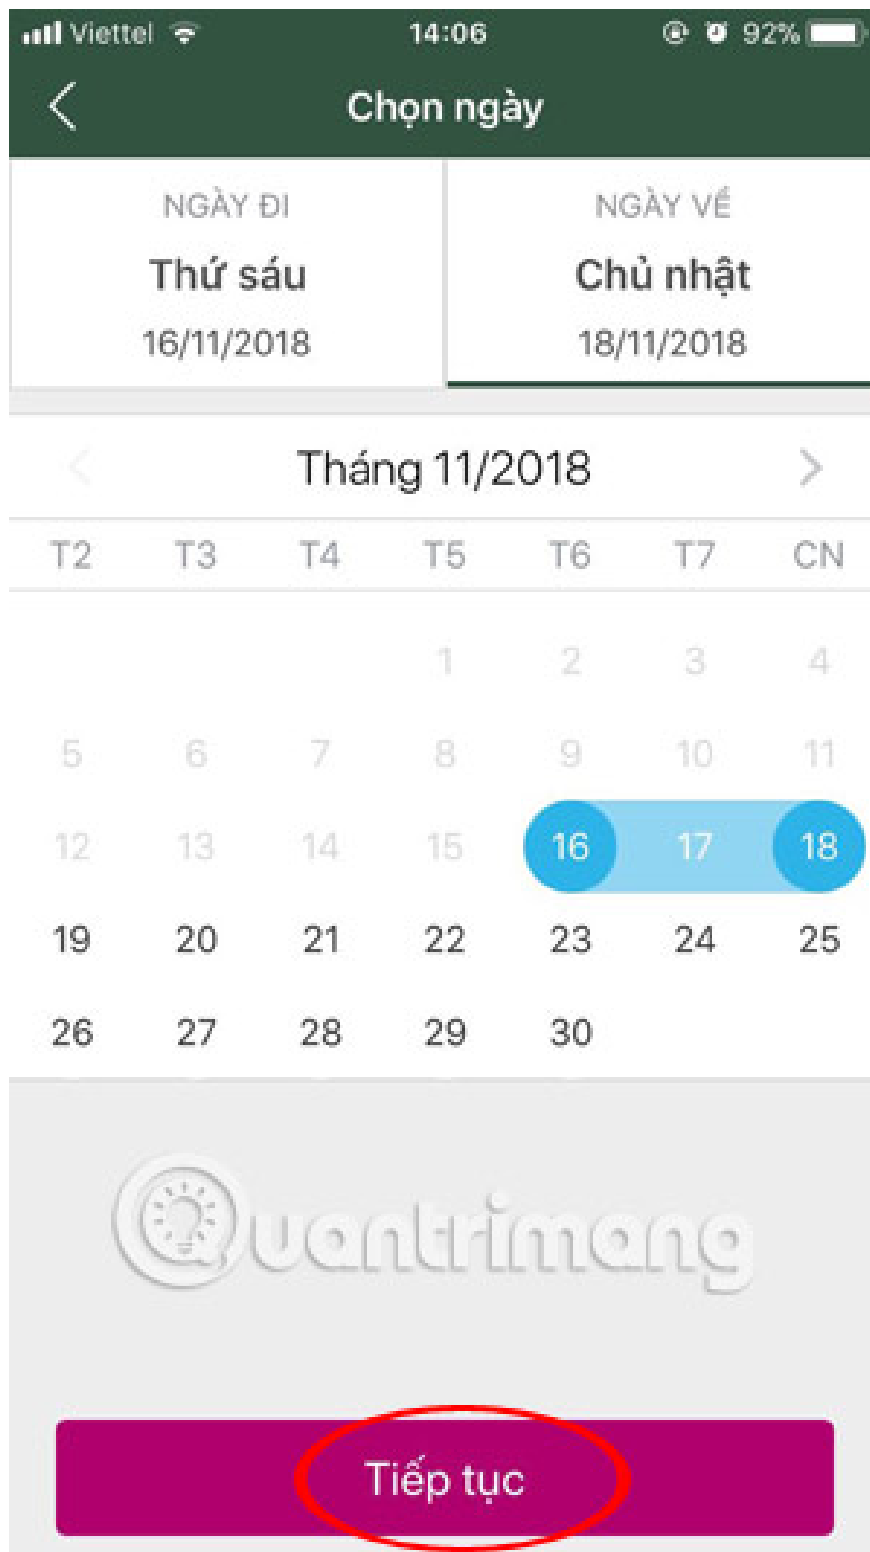 Viettel 14:06 92%
Chọn ngày
NGÀY ĐI NGÀY VỀ
Thứ sáu Chủ nhật
16/11/2018 18/11/2018
Tháng 11/2018
T2 T3 T4 T5 T6 T7 CN
1 2 3 4
5 6 7 8 9 10 11
12 13 14 15 16 17 18
19 20 21 22 23 24 25
26 27 28 29 30
Quantrimang
Tiếp tục